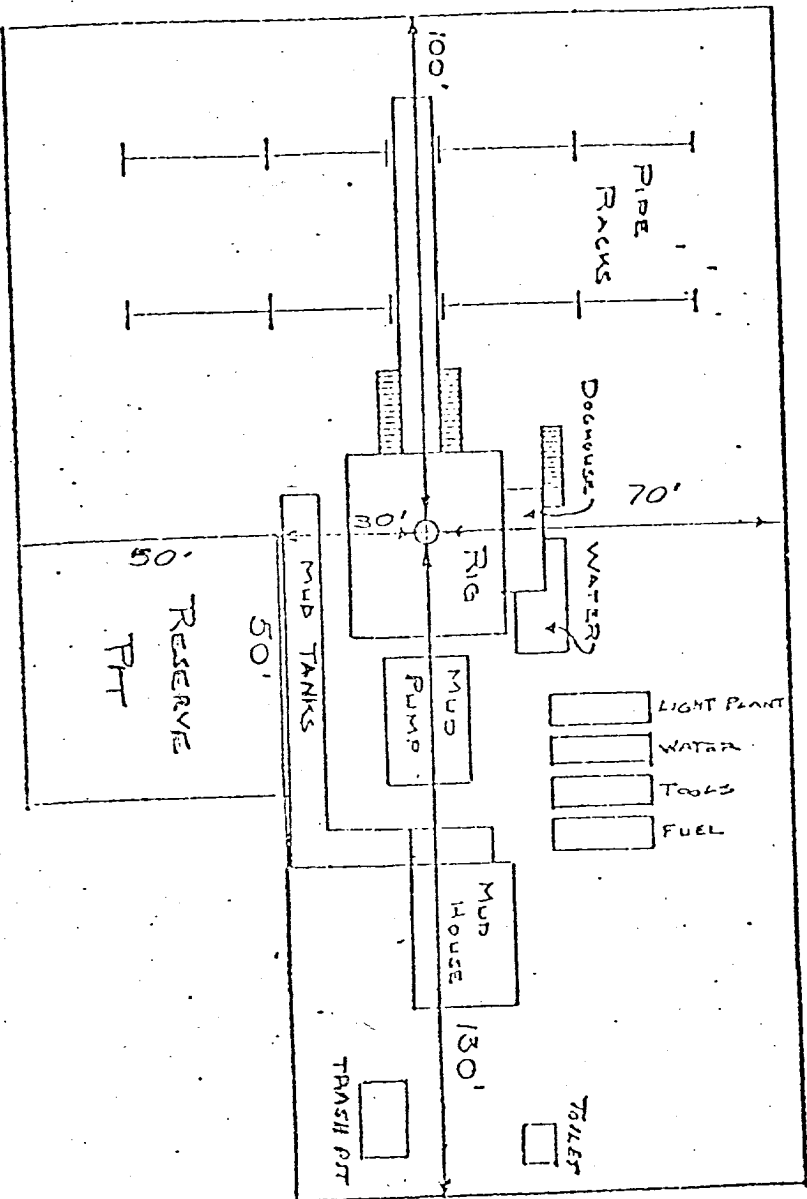 100'
PIPE
RACKS
DOGHOUSE
70'
WATER
30'
RIG
50'
RESERVE
PIT
50'
MUD TANKS
MUD
PUMP
LIGHT PLANT
WATER
TOOLS
FUEL
MUD
HOUSE
130'
TRASH PIT
TOILET